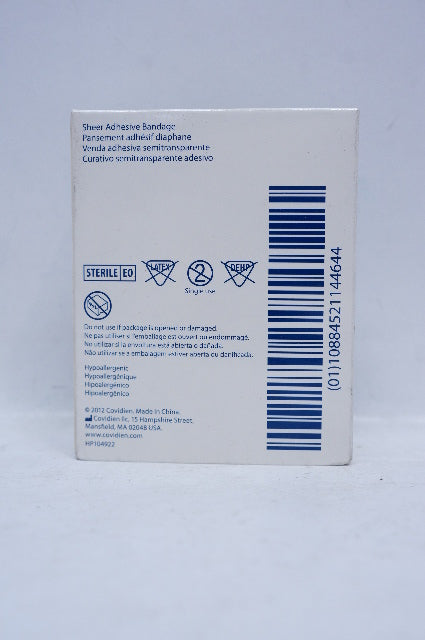 Sheer Adhesive Bandage
Pansement adhésif diaphane
Venda adhesiva semitransparente
Curativo semitransparente adesivo
STERILE EO
LATEX
2
DEHP
Single use
Do not use if package is opened or damaged.
Ne pas utiliser si l'emballage est ouvert ou endommagé.
No utilizar si la envoltura está abierta o dañada.
Não utilizar se a embalagem estiver aberta ou danificada.
Hypoallergenic
Hypoallergénique
Hipoalergénico
Hipoalergênico
© 2012 Covidien. Made in China.
Covidien llc, 15 Hampshire Street,
Mansfield, MA 02048 USA.
www.covidien.com
HP104922
(01)10884521144644